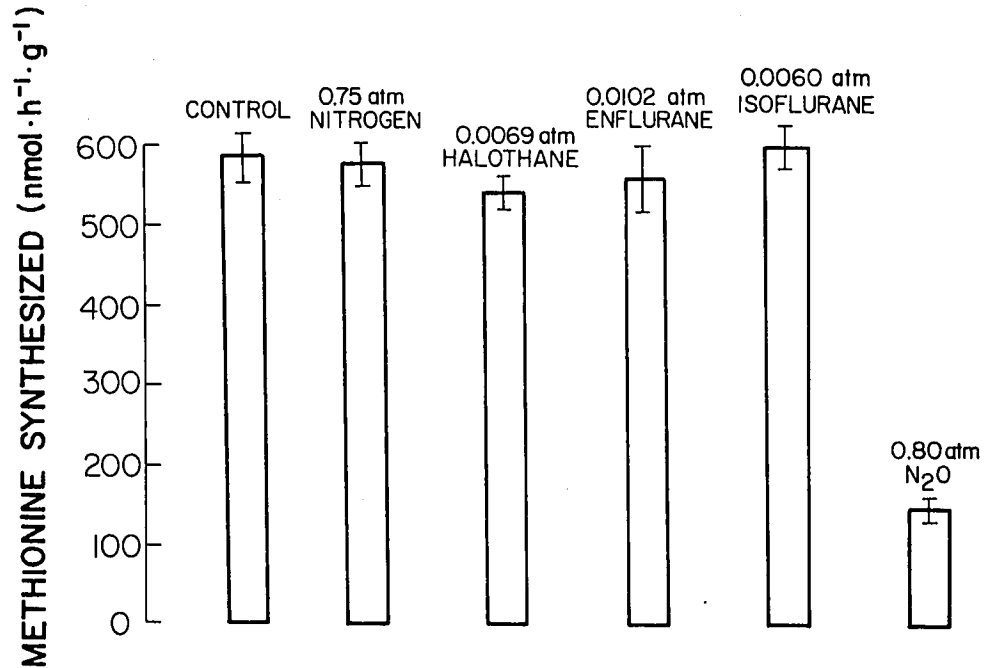 METHIONINE SYNTHESIZED (nmol·h⁻¹·g⁻¹)
600
500
400
300
200
100
0
CONTROL
0.75 atm
NITROGEN
0.0069 atm
HALOTHANE
0.0102 atm
ENFLURANE
0.0060 atm
ISOFLURANE
0.80 atm
N₂O